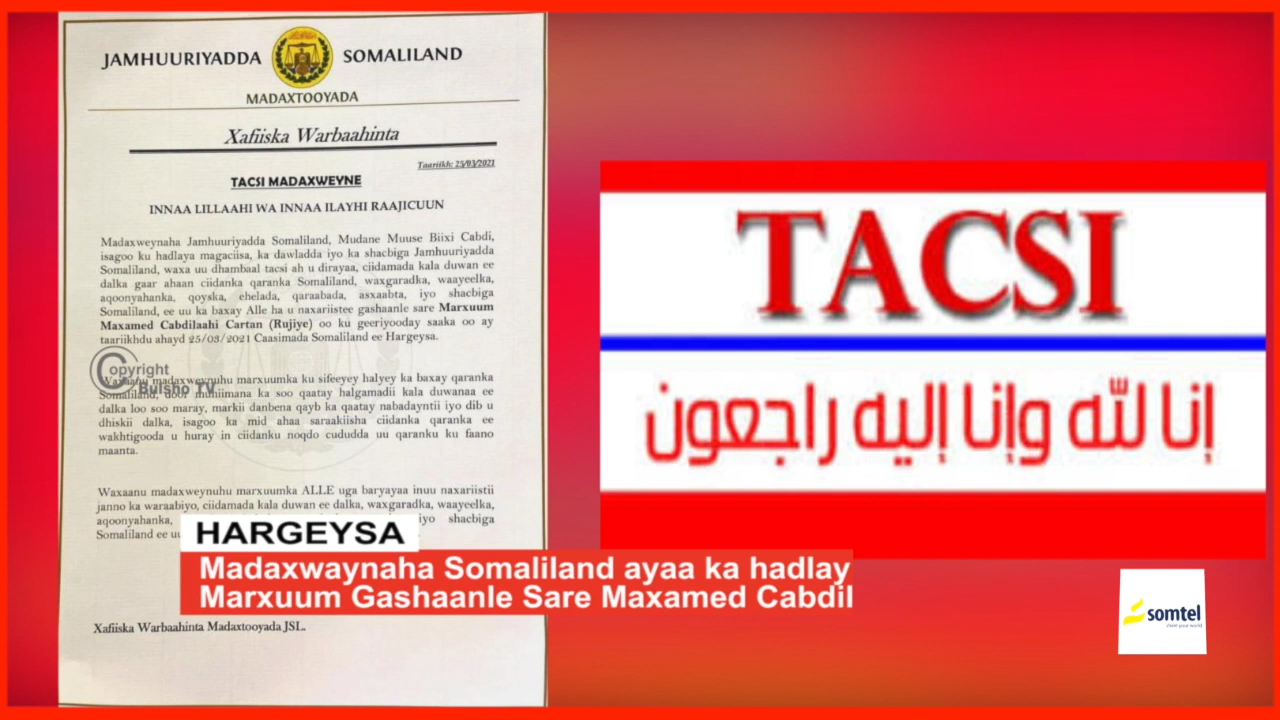 JAMHUURIYADDA SOMALILAND
MADAXTOOYADA
Xafiiska Warbaahinta
Taariikh: 25/03/2021
TACSI MADAXWEYNE
INNAA LILLAAHI WA INNAA ILAYHI RAAJICUUN
Madaxweynaha Jamhuuriyadda Somaliland, Mudane Muuse Biixi Cabdi,
isagoo ku hadlaya magaciisa, ka dawladda iyo ka shacbiga Jamhuuriyadda
Somaliland, waxa uu dhambaal tacsi ah u dirayaa, ciidamada kala duwan ee
dalka gaar ahaan ciidanka qaranka Somaliland, waxgaradka, waayeelka,
aqoonyahanka, qoyska, ehelada, qaraabada, asxaabta, iyo shacbiga
Somaliland, ee uu ka baxay Alle ha u naxariistee gashaanle sare Marxuum
Maxamed Cabdilaahi Cartan (Rujiye) oo ku geeriyooday saaka oo ay
taariikhdu ahayd 25/03/2021 Caasimada Somaliland ee Hargeysa.
Copyright
Bulsho TV
Waxaanu madaxweynuhu marxuumka ku sifeeyey halyey ka baxay qaranka
Somaliland, door muhiimana ka soo qaatay halgamadii kala duwanaa ee
dalka loo soo maray, markii danbena qayb ka qaatay nabadayntii iyo dib u
dhiskii dalka, isagoo ka mid ahaa saraakiisha ciidanka qaranka ee
wakhtigooda u huray in ciidanku noqdo cududda uu qaranku ku faano
maanta.
Waxaanu madaxweynuhu marxuumka ALLE uga baryayaa inuu naxariistii
janno ka waraabiyo, ciidamada kala duwan ee dalka, waxgaradka, waayeelka,
aqoonyahanka, iyo shacbiga
Somaliland ee uu
Xafiiska Warbaahinta Madaxtooyada JSL.
TACSI
إنا لله وإنا إليه راجعون
HARGEYSA
Madaxwaynaha Somaliland ayaa ka hadlay
Marxuum Gashaanle Sare Maxamed Cabdil
somtel